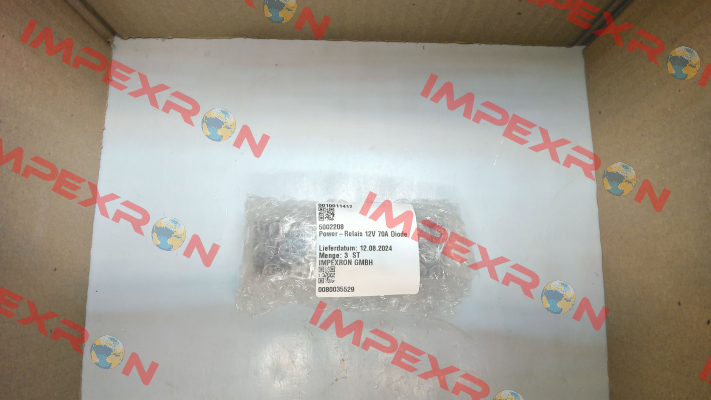 0010011417
5002208
Power-Relais 12V 70A Diode
Lieferdatum: 12.08.2024
Menge: 3 ST
IMPEXRON GMBH
0080035529
IMPEXRON
IMPEXRON
IMPEXRON
IMPEXRON
IMPEXRON
IMPEXRON
IMPEXRON